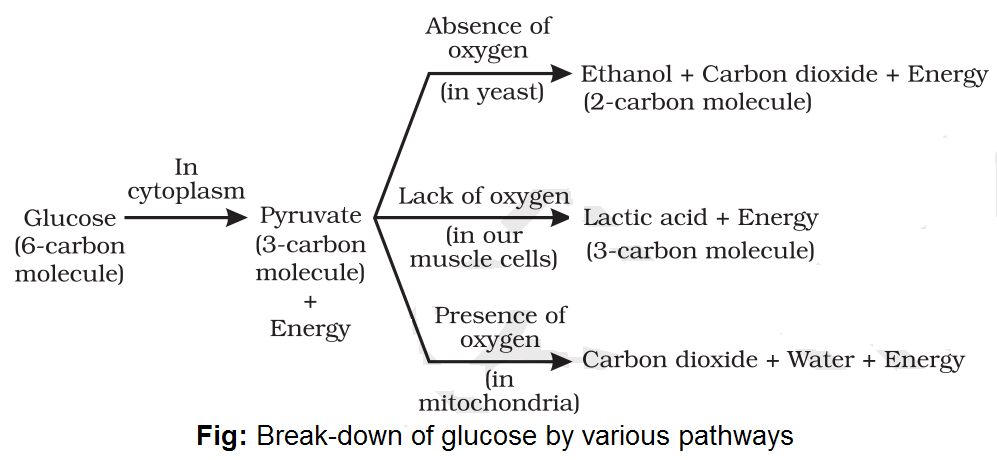 Absence of
oxygen
(in yeast)
Ethanol + Carbon dioxide + Energy
(2-carbon molecule)
In
cytoplasm
Glucose
(6-carbon
molecule)
Pyruvate
(3-carbon
molecule)
+
Energy
Lack of oxygen
(in our
muscle cells)
Lactic acid + Energy
(3-carbon molecule)
Presence of
oxygen
(in
mitochondria)
Carbon dioxide + Water + Energy
Fig: Break-down of glucose by various pathways